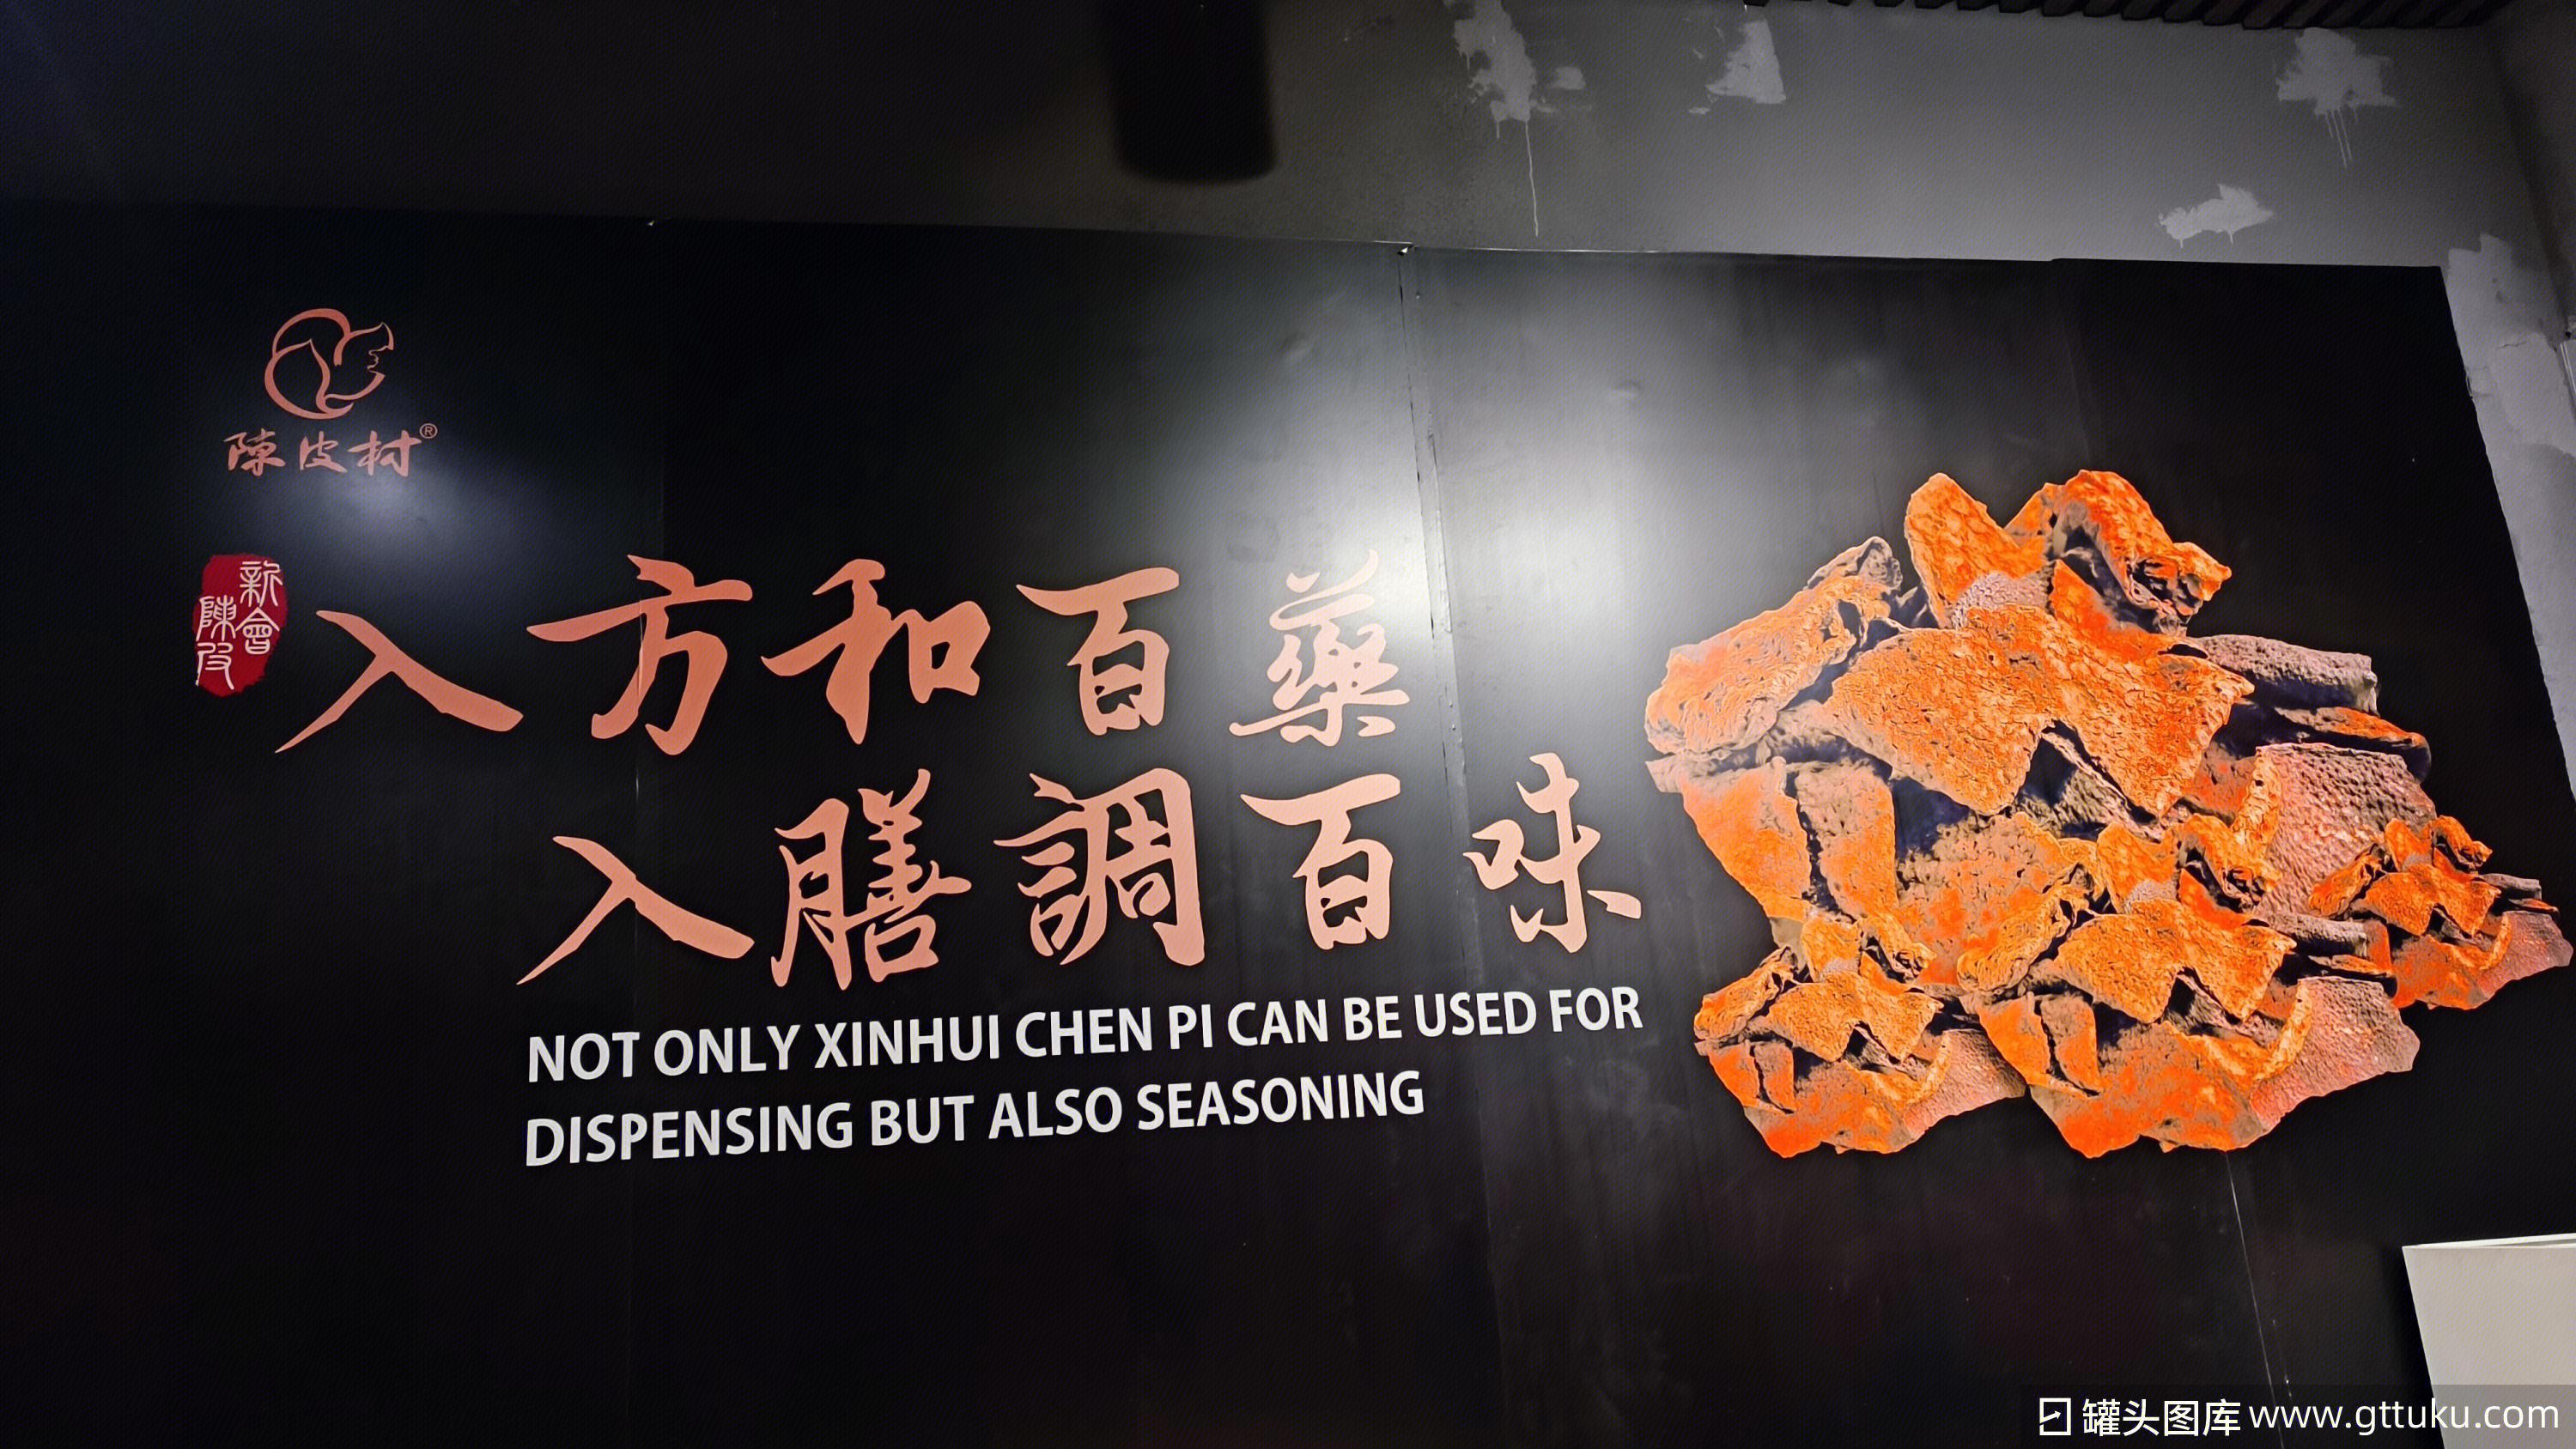 陳皮村®
新會
陳皮
入方和百藥
入膳調百味
NOT ONLY XINHUI CHEN PI CAN BE USED FOR
DISPENSING BUT ALSO SEASONING
罐头图库 www.gttuku.com